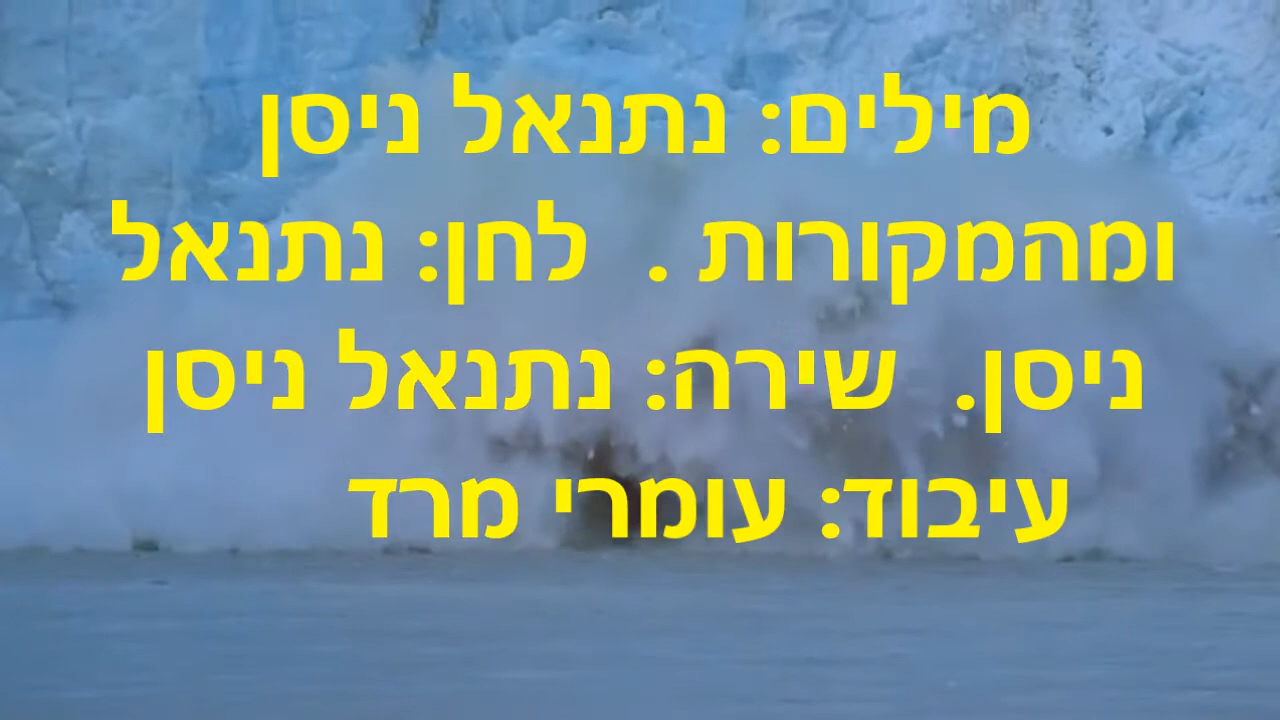 מילים: נתנאל ניסן
ומהמקורות . לחן: נתנאל
ניסן. שירה: נתנאל ניסן
עיבוד: עומרי מרד